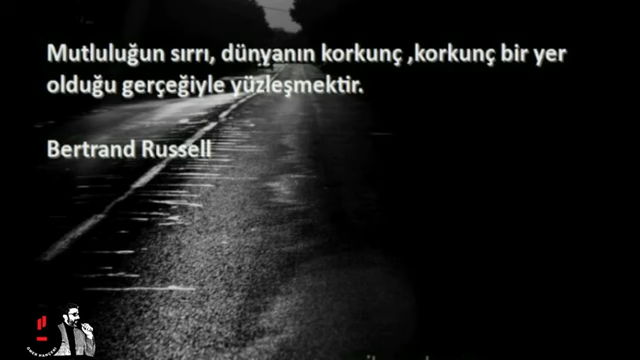 Mutluluğun sırrı, dünyanın korkunç ,korkunç bir yer
olduğu gerçeğiyle yüzleşmektir.
Bertrand Russell